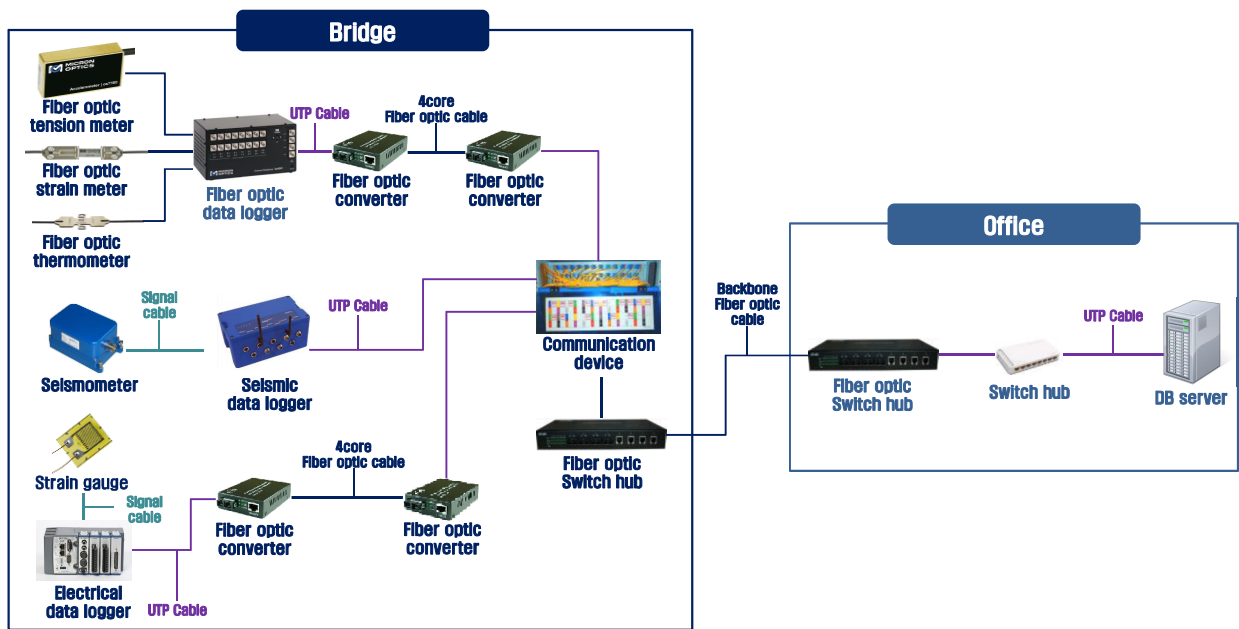 Bridge
MICRON
OPTICS
Fiber optic
tension meter
Fiber optic
strain meter
Fiber optic
thermometer
Fiber optic
data logger
UTP Cable
Fiber optic
converter
4core
Fiber optic cable
Fiber optic
converter
Seismometer
Signal
cable
Seismic
data logger
UTP Cable
Communication
device
Fiber optic
Switch hub
Strain gauge
Signal
cable
Electrical
data logger
UTP Cable
Fiber optic
converter
4core
Fiber optic cable
Fiber optic
converter
Backbone
Fiber optic
cable
Office
Fiber optic
Switch hub
Switch hub
UTP Cable
DB server